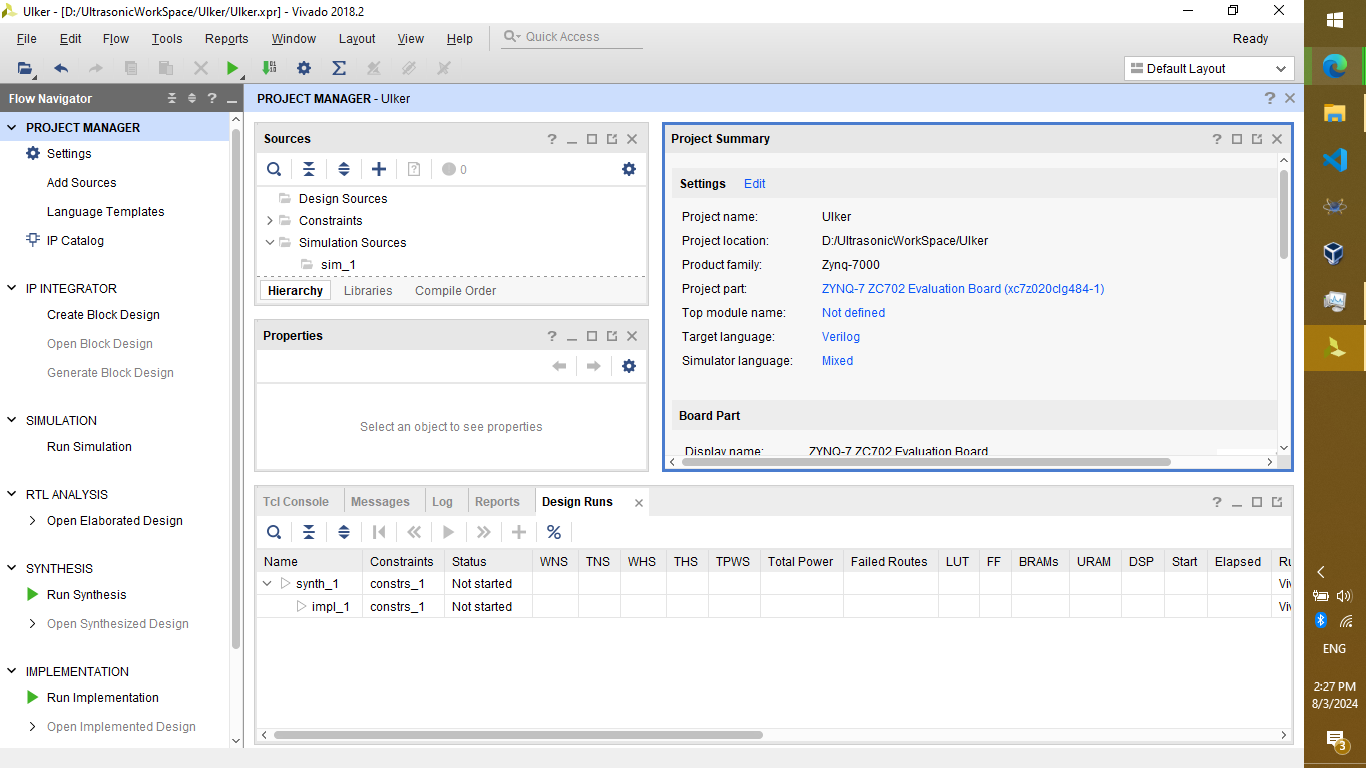 Ulker - [D:/UltrasonicWorkSpace/Ulker/Ulker.xpr] - Vivado 2018.2
File Edit Flow Tools Reports Window Layout View Help Quick Access Ready
Default Layout
Flow Navigator
PROJECT MANAGER
Settings
Add Sources
Language Templates
IP Catalog
IP INTEGRATOR
Create Block Design
Open Block Design
Generate Block Design
SIMULATION
Run Simulation
RTL ANALYSIS
Open Elaborated Design
SYNTHESIS
Run Synthesis
Open Synthesized Design
IMPLEMENTATION
Run Implementation
Open Implemented Design
PROJECT MANAGER - Ulker
Sources
0
Design Sources
Constraints
Simulation Sources
sim_1
Hierarchy Libraries Compile Order
Properties
Select an object to see properties
Project Summary
Settings Edit
Project name: Ulker
Project location: D:/UltrasonicWorkSpace/Ulker
Product family: Zynq-7000
Project part: ZYNQ-7 ZC702 Evaluation Board (xc7z020clg484-1)
Top module name: Not defined
Target language: Verilog
Simulator language: Mixed
Board Part
Display name: ZYNQ-7 ZC702 Evaluation Board
Tcl Console Messages Log Reports Design Runs
Name Constraints Status WNS TNS WHS THS TPWS Total Power Failed Routes LUT FF BRAMs URAM DSP Start Elapsed Ru
synth_1 constrs_1 Not started Viv
impl_1 constrs_1 Not started Viv
ENG
2:27 PM
8/3/2024
3